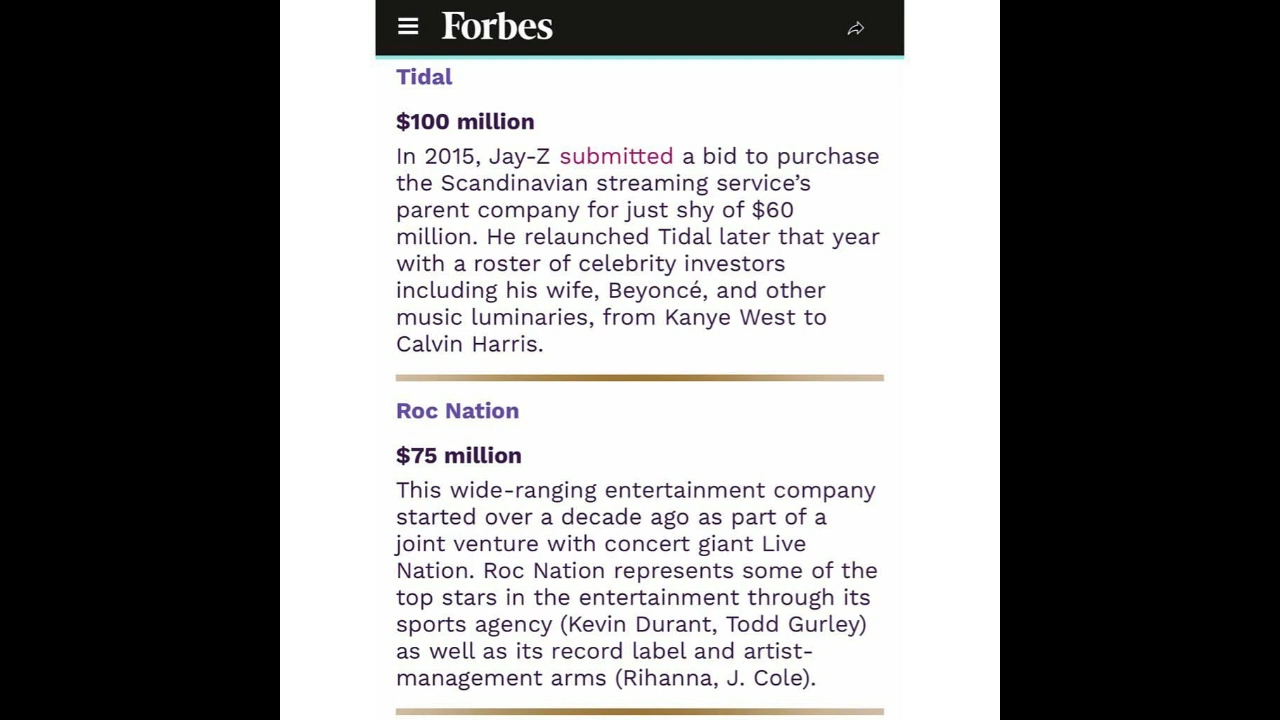 Forbes
Tidal
$100 million
In 2015, Jay-Z submitted a bid to purchase
the Scandinavian streaming service’s
parent company for just shy of $60
million. He relaunched Tidal later that year
with a roster of celebrity investors
including his wife, Beyoncé, and other
music luminaries, from Kanye West to
Calvin Harris.
Roc Nation
$75 million
This wide-ranging entertainment company
started over a decade ago as part of a
joint venture with concert giant Live
Nation. Roc Nation represents some of the
top stars in the entertainment through its
sports agency (Kevin Durant, Todd Gurley)
as well as its record label and artist-
management arms (Rihanna, J. Cole).